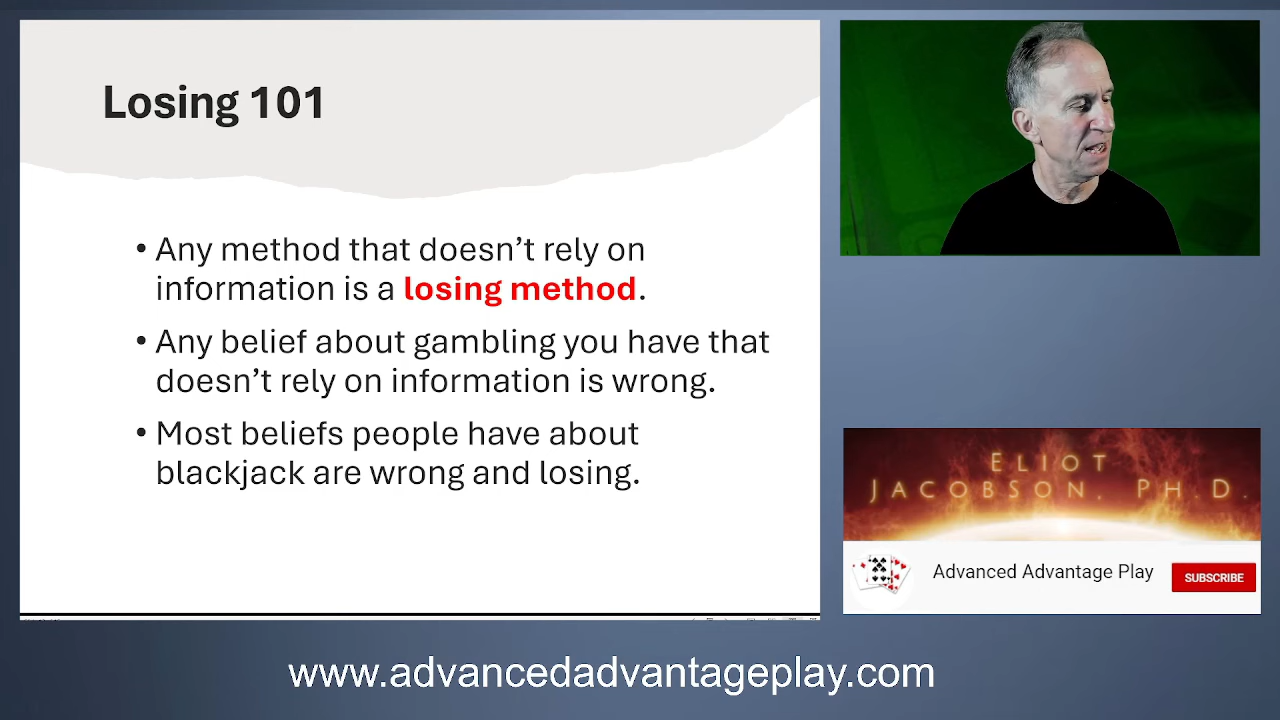 Losing 101
• Any method that doesn’t rely on
information is a losing method.
• Any belief about gambling you have that
doesn’t rely on information is wrong.
• Most beliefs people have about
blackjack are wrong and losing.
ELIOT
JACOBSON, PH.D.
Advanced Advantage Play
SUBSCRIBE
www.advancedadvantageplay.com